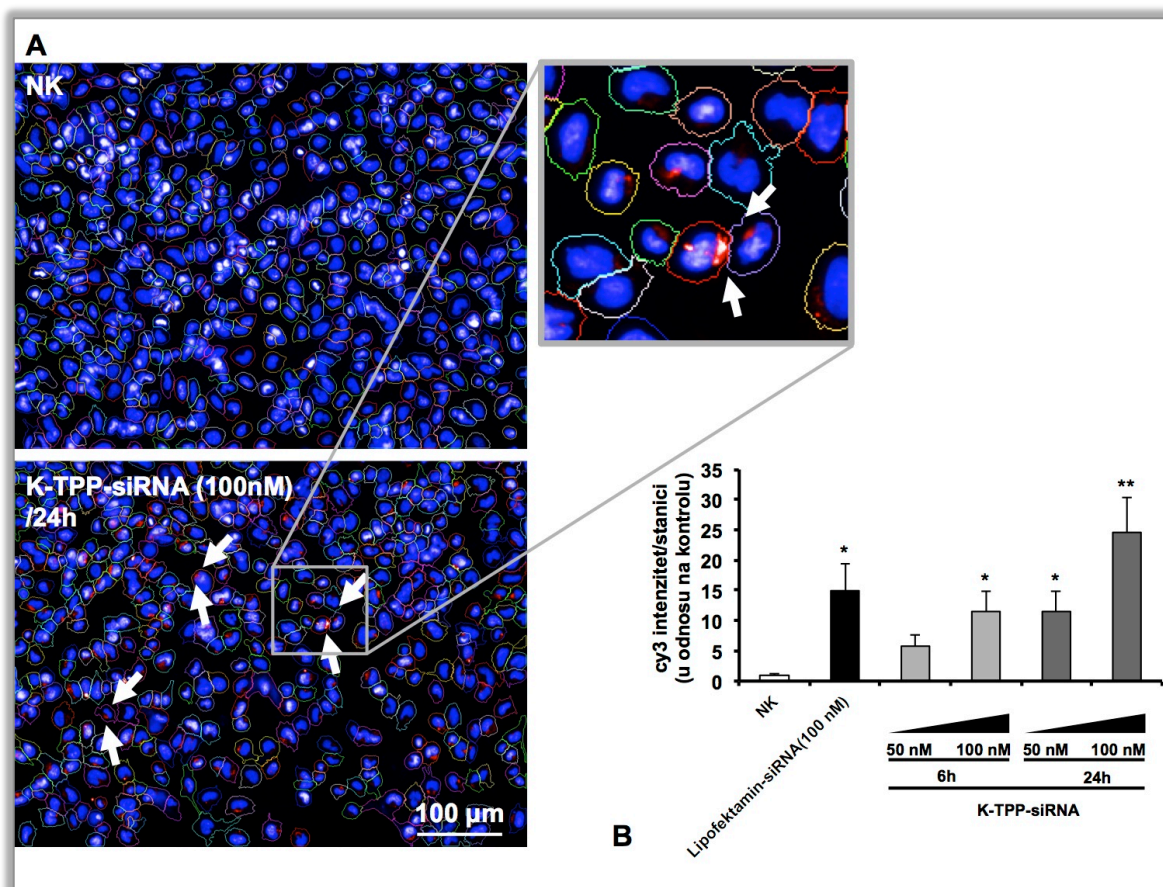 A
NK
K-TPP-siRNA (100nM)
/24h
100 µm
B
cy3 intenzitet/stanici
(u odnosu na kontrolu)
35
30
25
20
15
10
5
0
*
*
*
**
NK
Lipofektamin-siRNA(100 nM)
50 nM 100 nM 50 nM 100 nM
6h 24h
K-TPP-siRNA